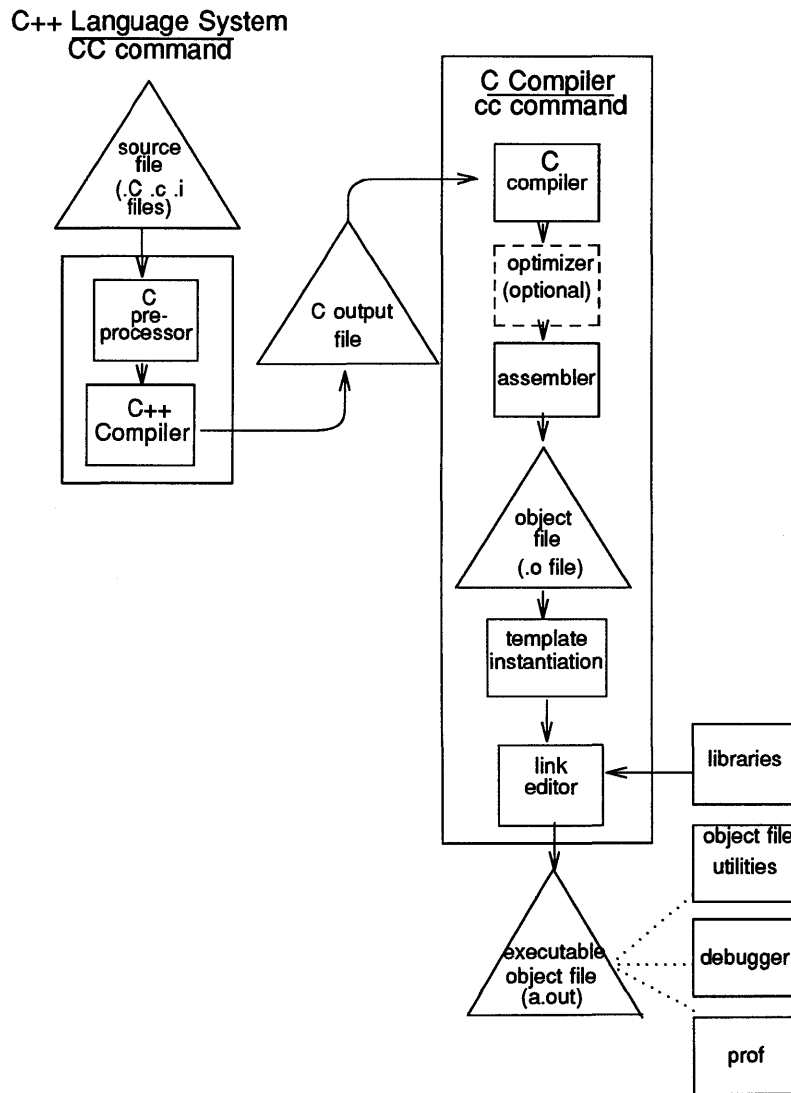 C++ Language System
CC command
source
file
(.C .c .i
files)
C
pre-
processor
C++
Compiler
C output
file
C Compiler
cc command
C
compiler
optimizer
(optional)
assembler
object
file
(.o file)
template
instantiation
link
editor
libraries
object file
utilities
executable
object file
(a.out)
debugger
prof